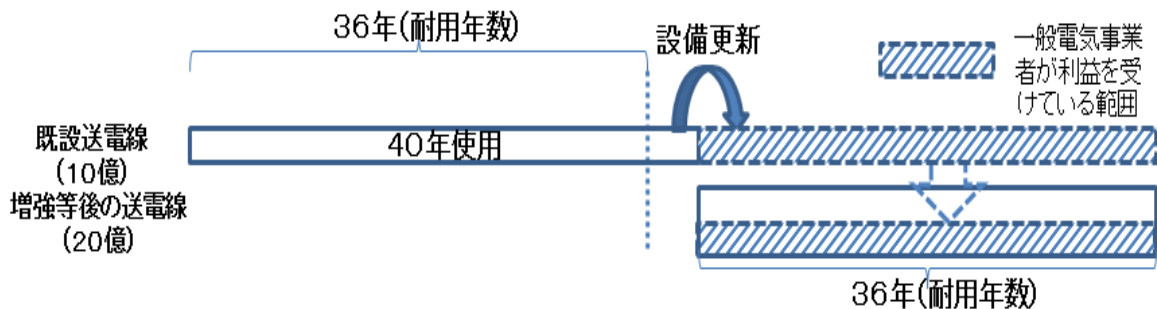 36年(耐用年数)
設備更新
一般電気事業
者が利益を受
けている範囲
既設送電線
(10億)
40年使用
増強等後の送電線
(20億)
36年(耐用年数)